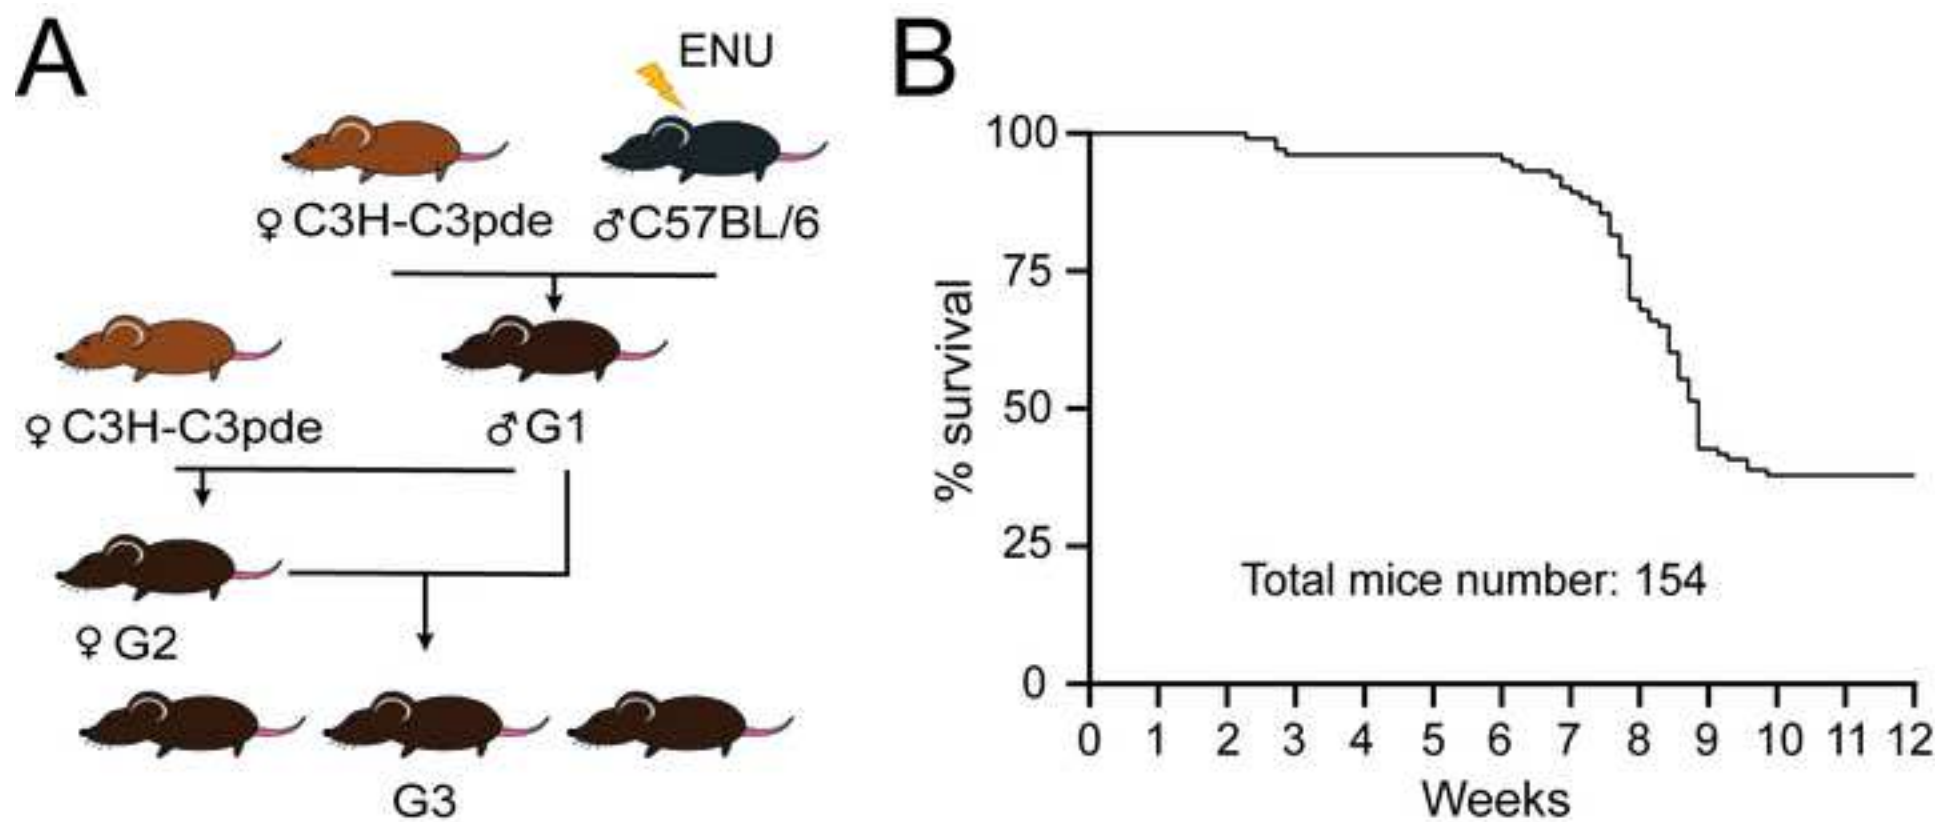 A
ENU
♀ C3H-C3pde
♂C57BL/6
♀ C3H-C3pde
♂G1
♀ G2
G3
B
100
75
50
25
0
% survival
Total mice number: 154
0 1 2 3 4 5 6 7 8 9 10 11 12
Weeks